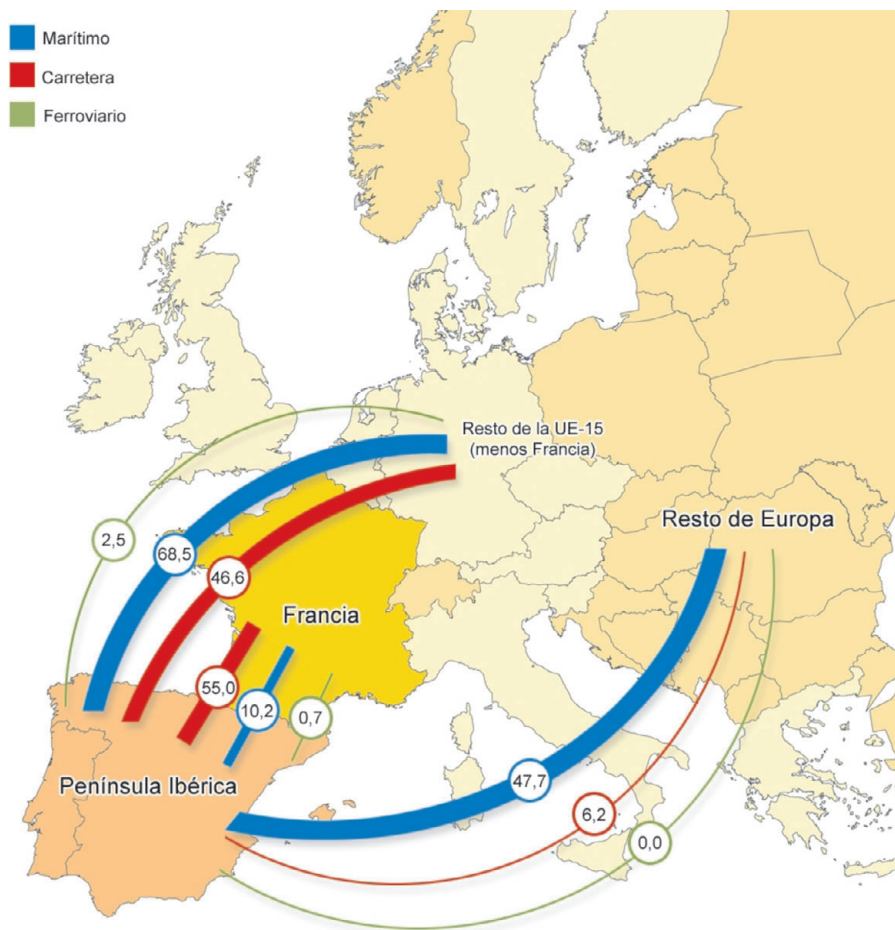 Marítimo
Carretera
Ferroviario
Resto de la UE-15
(menos Francia)
Resto de Europa
2,5
68,5
46,6
Francia
55,0
10,2
0,7
Península Ibérica
47,7
6,2
0,0